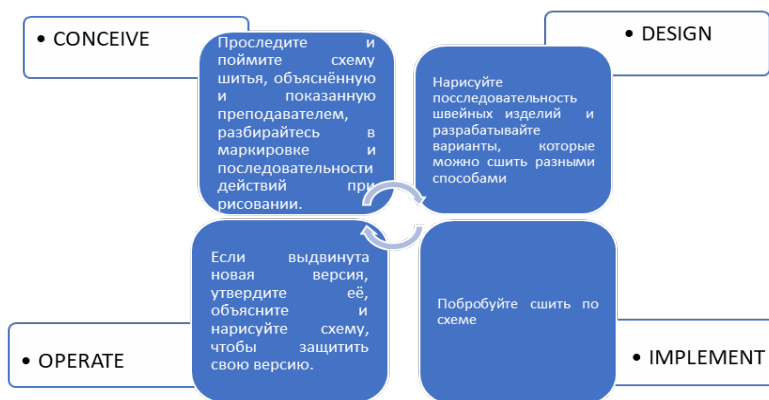 • CONCEIVE
Проследите и
поймите схему
шитья, объяснённую
и показанную
преподавателем,
разбирайтесь в
маркировке и
последовательности
действий при
рисовании.
• DESIGN
Нарисуйте
посследовательность
швейных изделий и
разрабатывайте
варианты, которые
можно сшить разными
способами
Если выдвинута
новая версия,
утвердите её,
объясните и
нарисуйте схему,
чтобы защитить
свою версию.
• OPERATE
Побробуйте сшить по
схеме
• IMPLEMENT